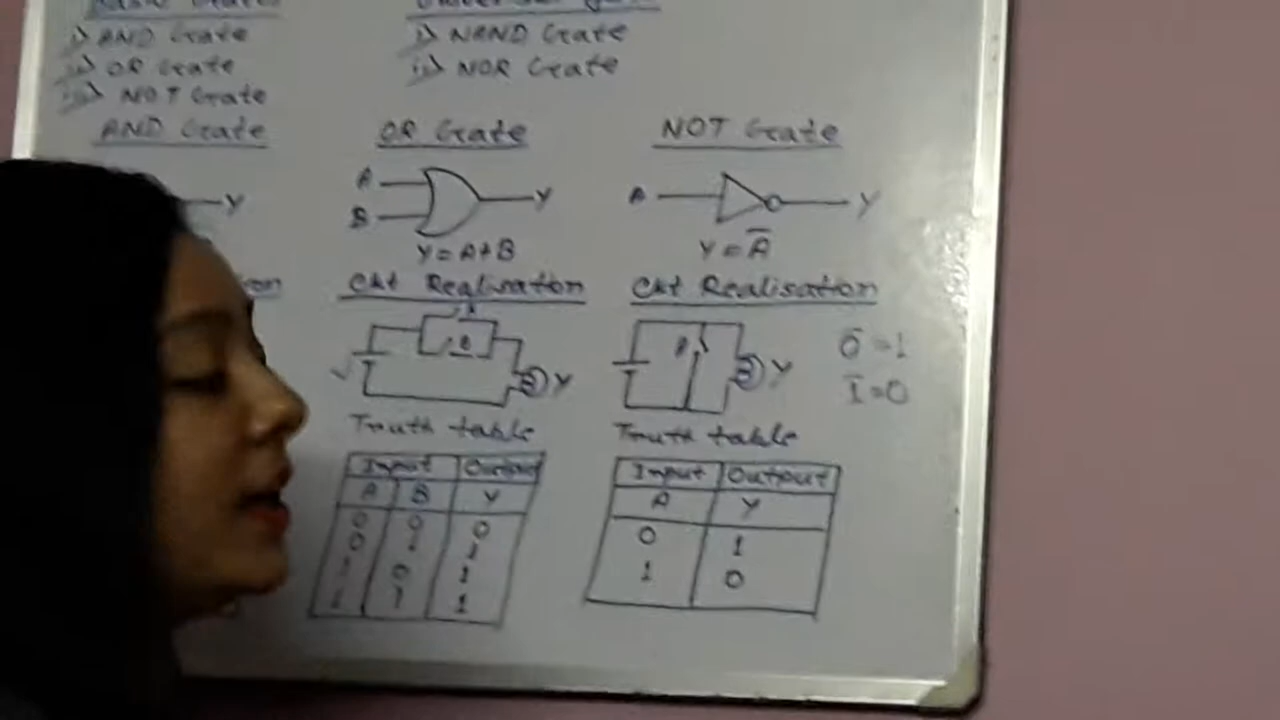 Basic Gates
i) AND Gate
ii) OR Gate
iii) NOT Gate
i) NAND Gate
ii) NOR Gate
AND Gate
Y
OR Gate
A
B
Y
Y = A+B
Ckt Realisation
B
Y
Truth table
Input Output
A B Y
0 0 0
0 1 1
1 0 1
1 1 1
NOT Gate
A
Y
Y = A̅
Ckt Realisation
A
Y
0̅ = 1
1̅ = 0
Truth table
Input Output
A Y
0 1
1 0